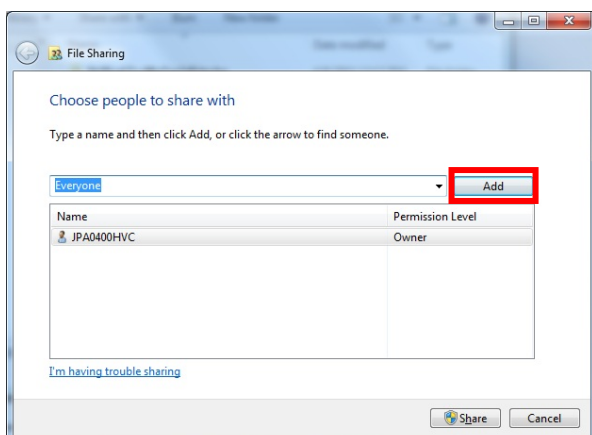 File Sharing
Choose people to share with
Type a name and then click Add, or click the arrow to find someone.
Everyone Add
Name Permission Level
JPA0400HVC Owner
I'm having trouble sharing
Share Cancel